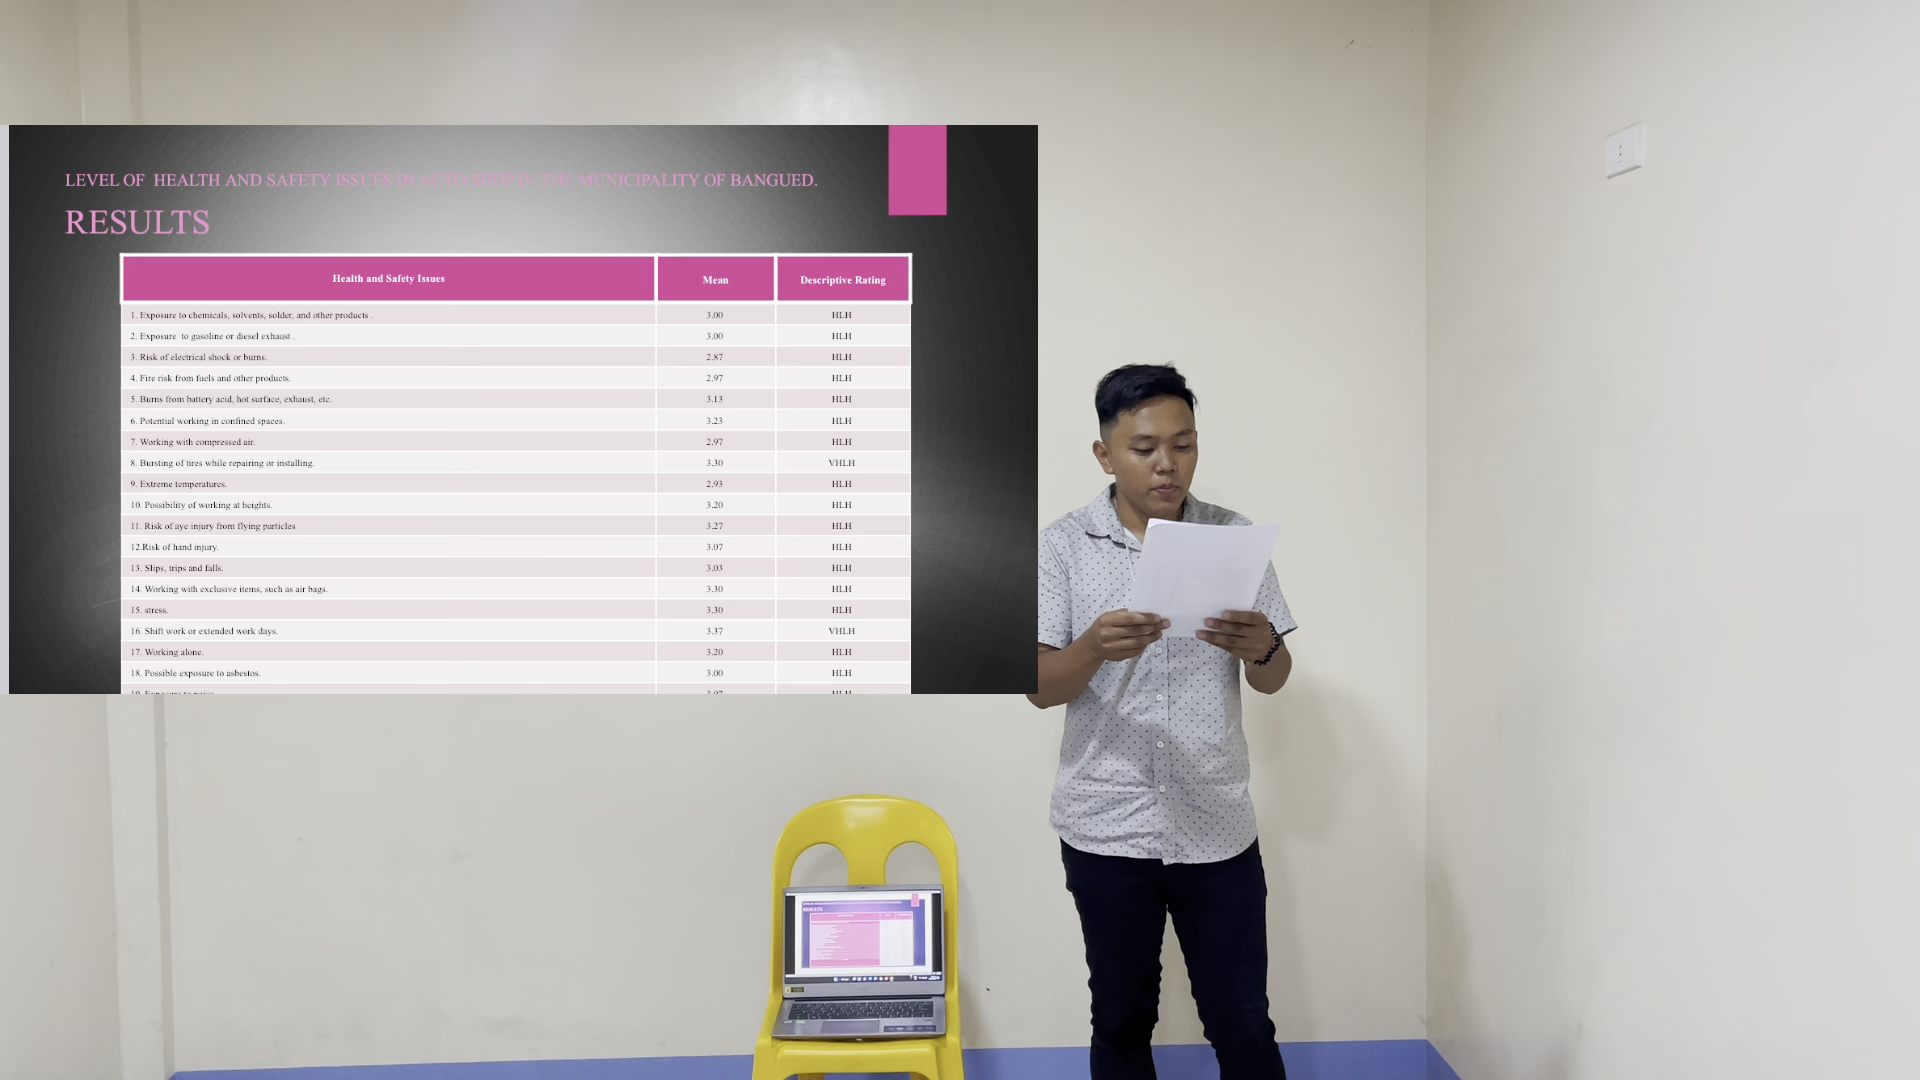 LEVEL OF HEALTH AND SAFETY ISSUES IN AUTO SHOP IN THE MUNICIPALITY OF BANGUED.
RESULTS
Health and Safety Issues Mean Descriptive Rating
1. Exposure to chemicals, solvents, solder, and other products . 3.00 HLH
2. Exposure to gasoline or diesel exhaust . 3.00 HLH
3. Risk of electrical shock or burns. 2.87 HLH
4. Fire risk from fuels and other products. 2.97 HLH
5. Burns from battery acid, hot surface, exhaust, etc. 3.13 HLH
6. Potential working in confined spaces. 3.23 HLH
7. Working with compressed air. 2.97 HLH
8. Bursting of tires while repairing or installing. 3.30 VHLH
9. Extreme temperatures. 2.93 HLH
10. Possibility of working at heights. 3.20 HLH
11. Risk of aye injury from flying particles 3.27 HLH
12.Risk of hand injury. 3.07 HLH
13. Slips, trips and falls. 3.03 HLH
14. Working with exclusive items, such as air bags. 3.30 HLH
15. stress. 3.30 HLH
16. Shift work or extended work days. 3.37 VHLH
17. Working alone. 3.20 HLH
18. Possible exposure to asbestos. 3.00 HLH
19. Exposure to noise 3.07 HLH
RESULTS